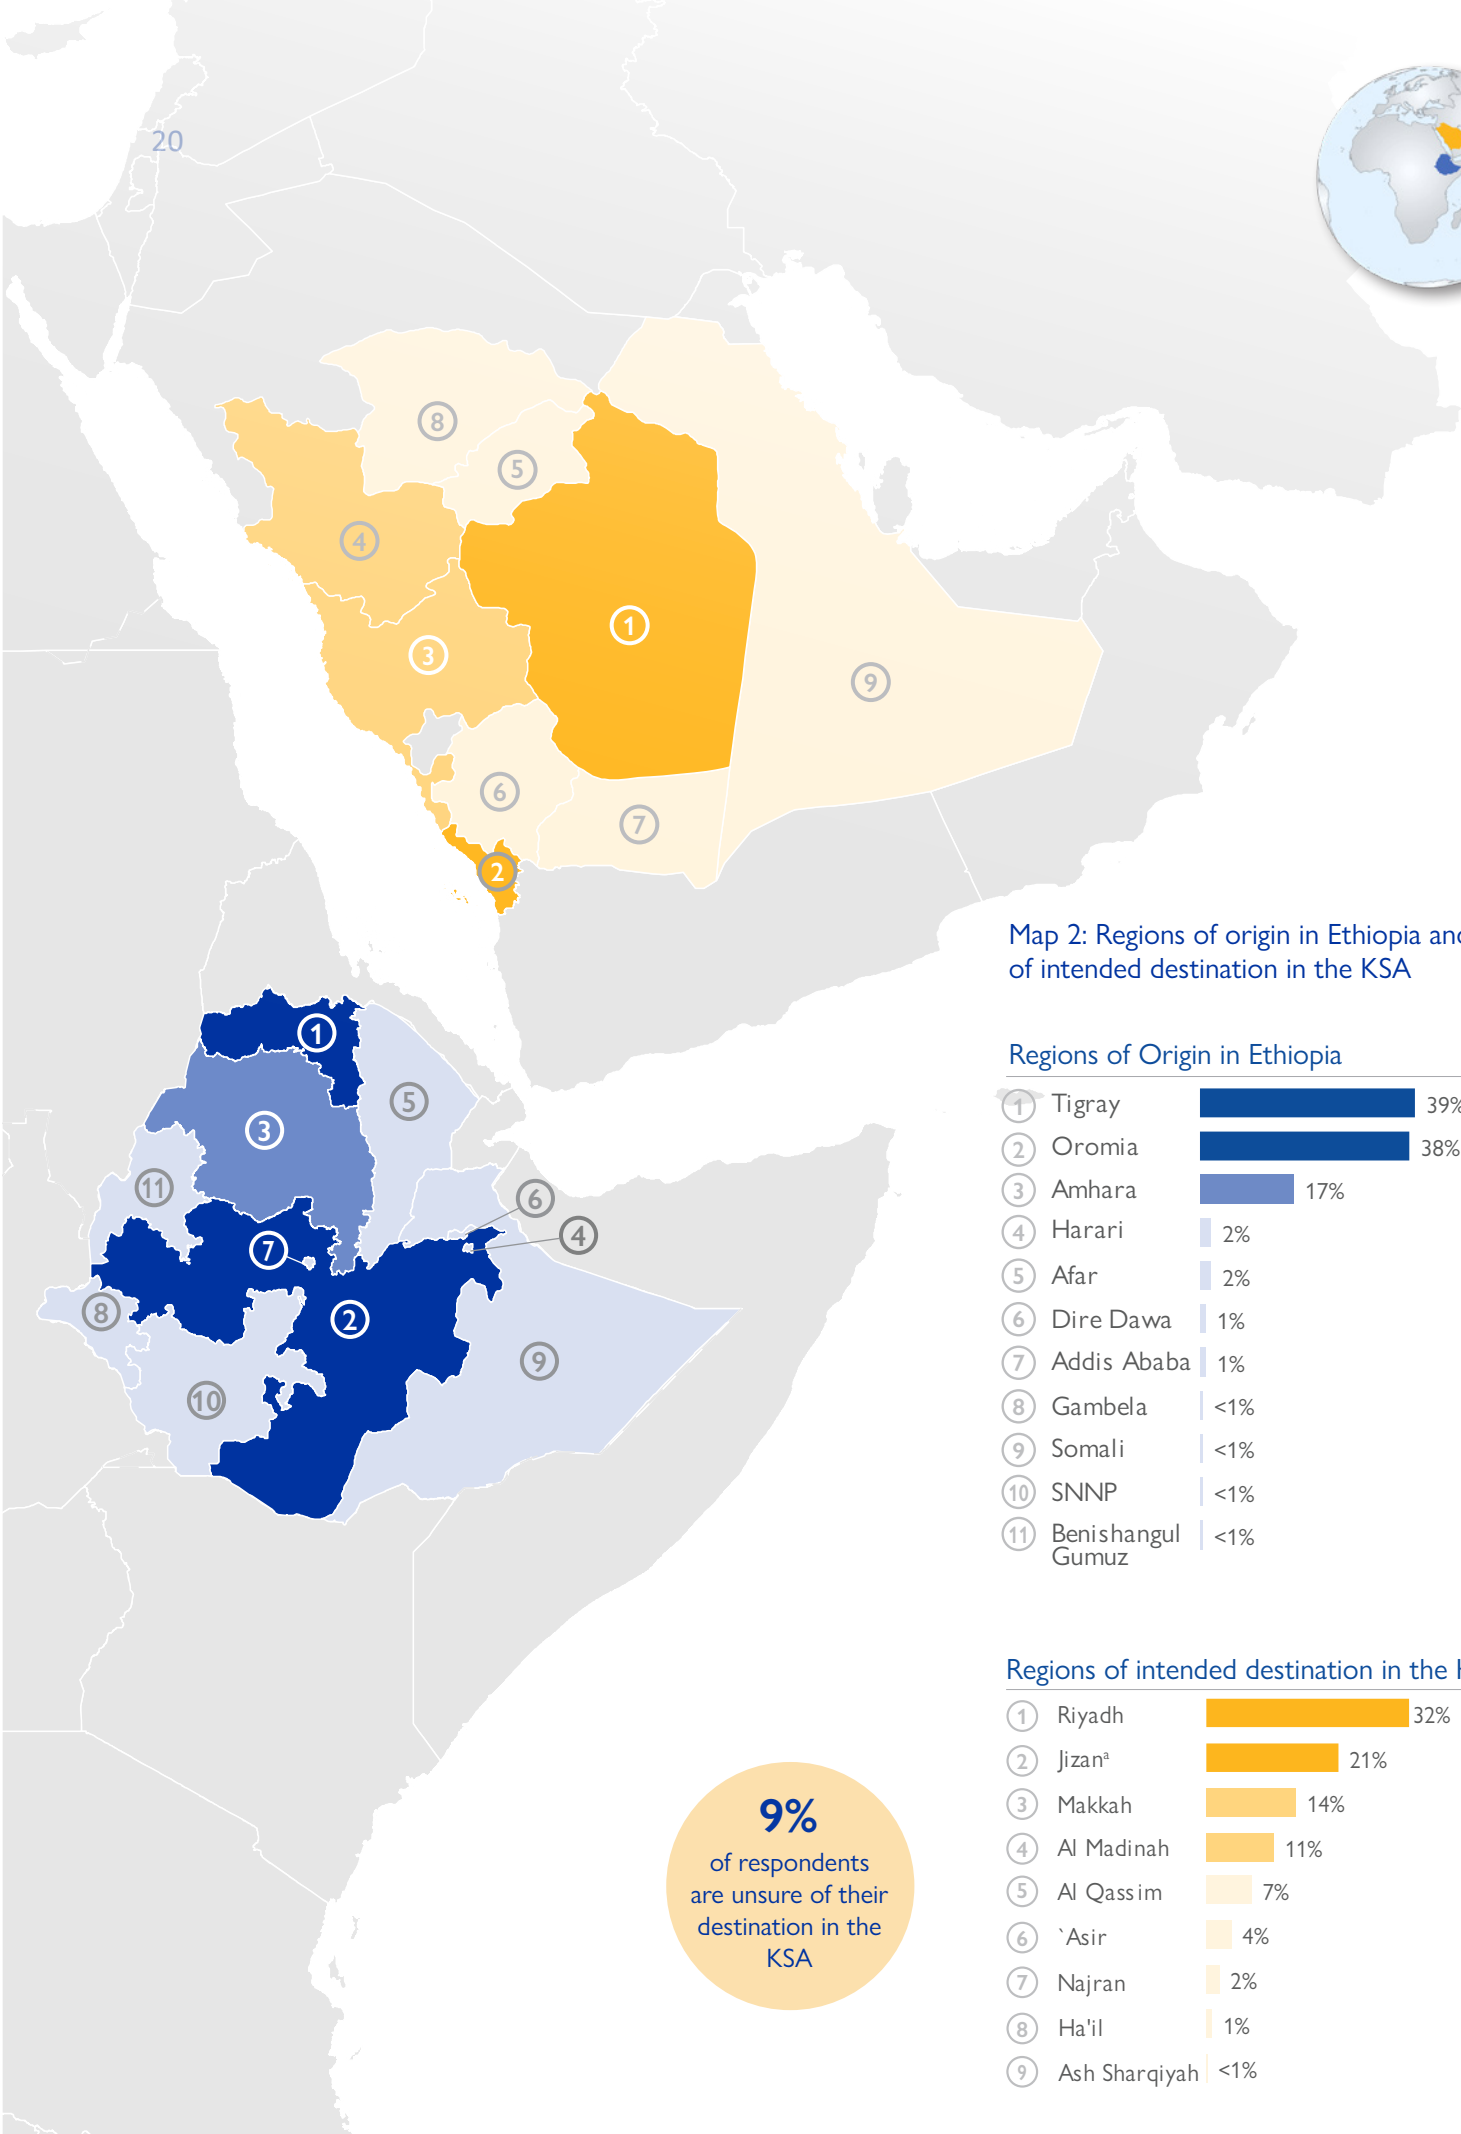 20
8
5
4
1
3
9
6
7
2
Map 2: Regions of origin in Ethiopia
of intended destination in the KSA
1
5
3
11
6
4
7
8
2
9
10
Regions of Origin in Ethiopia
1 Tigray 39%
2 Oromia 38%
3 Amhara 17%
4 Harari 2%
5 Afar 2%
6 Dire Dawa 1%
7 Addis Ababa 1%
8 Gambela <1%
9 Somali <1%
10 SNNP <1%
11 Benishangul <1%
Gumuz
Regions of intended destination in the
1 Riyadh 32%
2 Jizanª 21%
3 Makkah 14%
4 Al Madinah 11%
5 Al Qassim 7%
6 `Asir 4%
7 Najran 2%
8 Ha'il 1%
9 Ash Sharqiyah <1%
9%
of respondents
are unsure of their
destination in the
KSA